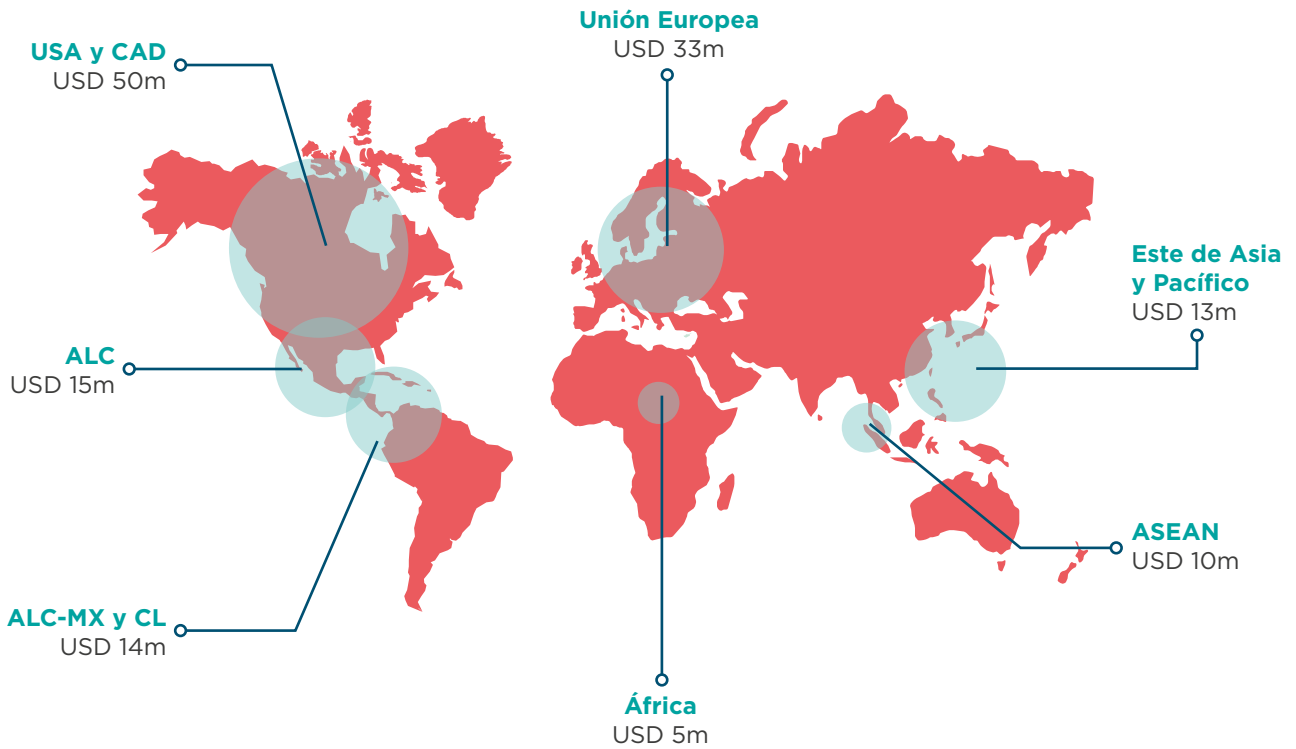 Unión Europea
USD 33m
USA y CAD
USD 50m
Este de Asia
y Pacífico
USD 13m
ALC
USD 15m
ASEAN
USD 10m
ALC-MX y CL
USD 14m
África
USD 5m